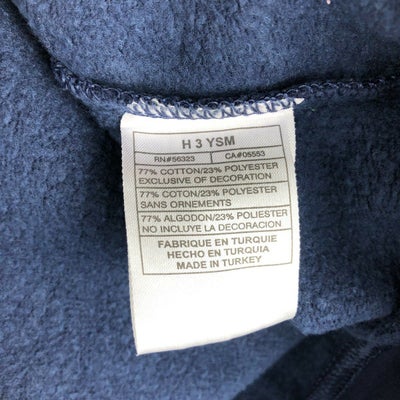 H 3 YSM
RN#56323 CA#05553
77% COTTON/23% POLYESTER
EXCLUSIVE OF DECORATION
77% COTON/23% POLYESTER
SANS ORNEMENTS
77% ALGODON/23% POLIESTER
NO INCLUYE LA DECORACION
FABRIQUE EN TURQUIE
HECHO EN TURQUIA
MADE IN TURKEY